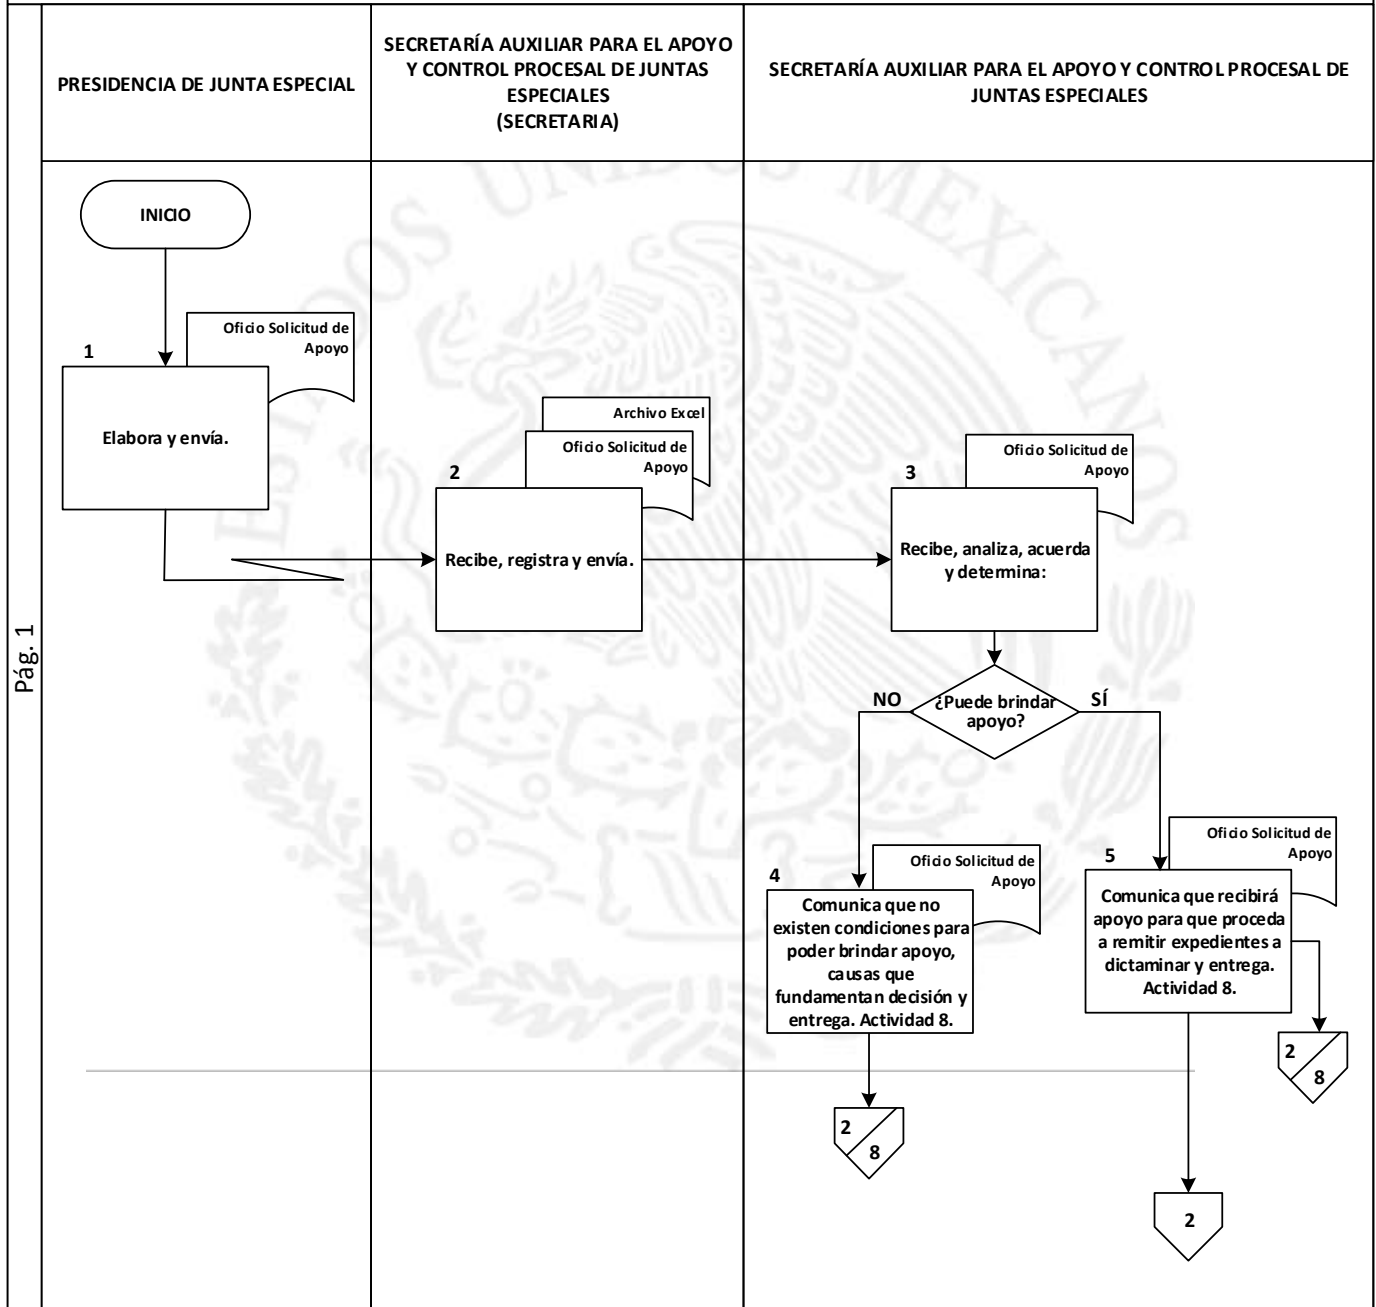 PRESIDENCIA DE JUNTA ESPECIAL
SECRETARÍA AUXILIAR PARA EL APOYO
Y CONTROL PROCESAL DE JUNTAS
ESPECIALES
(SECRETARIA)
SECRETARÍA AUXILIAR PARA EL APOYO Y CONTROL PROCESAL DE
JUNTAS ESPECIALES
Pág. 1
ESTADOS UNIDOS MEXICANOS
INICIO
Oficio Solicitud de
Apoyo
1
Elabora y envía.
Archivo Excel
Oficio Solicitud de
Apoyo
2
Recibe, registra y envía.
Oficio Solicitud de
Apoyo
3
Recibe, analiza, acuerda
y determina:
¿Puede brindar
apoyo?
NO
SÍ
Oficio Solicitud de
Apoyo
4
Comunica que no
existen condiciones para
poder brindar apoyo,
causas que
fundamentan decisión y
entrega. Actividad 8.
2
8
Oficio Solicitud de
Apoyo
5
Comunica que recibirá
apoyo para que proceda
a remitir expedientes a
dictaminar y entrega.
Actividad 8.
2
8
2